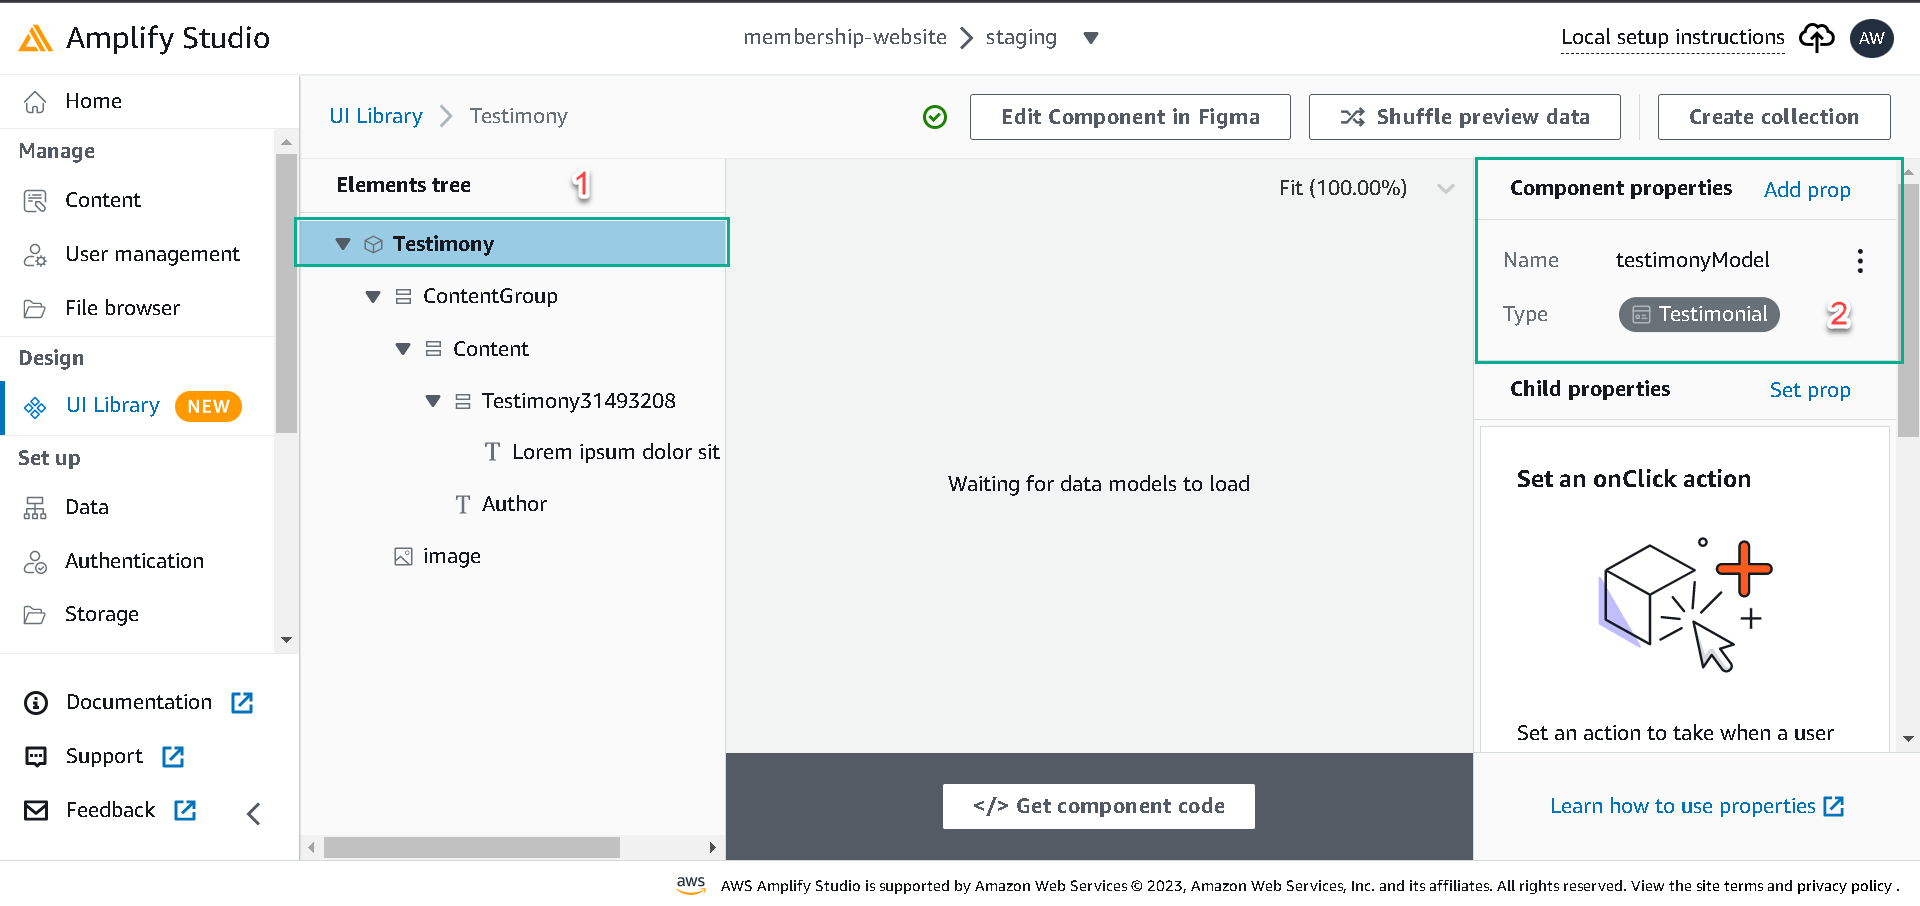 Amplify Studio
membership-website
staging
Local setup instructions
AW
Home
Manage
Content
User management
File browser
Design
UI Library
NEW
Set up
Data
Authentication
Storage
Documentation
Support
Feedback
UI Library
Testimony
Edit Component in Figma
Shuffle preview data
Create collection
Elements tree
1
Testimony
ContentGroup
Content
Testimony31493208
Lorem ipsum dolor sit
Author
image
Fit (100.00%)
Waiting for data models to load
</> Get component code
Component properties
Add prop
Name
testimonyModel
Type
Testimonial
2
Child properties
Set prop
Set an onClick action
Set an action to take when a user
Learn how to use properties
aws
AWS Amplify Studio is supported by Amazon Web Services © 2023, Amazon Web Services, Inc. and its affiliates. All rights reserved. View the site terms and privacy policy .